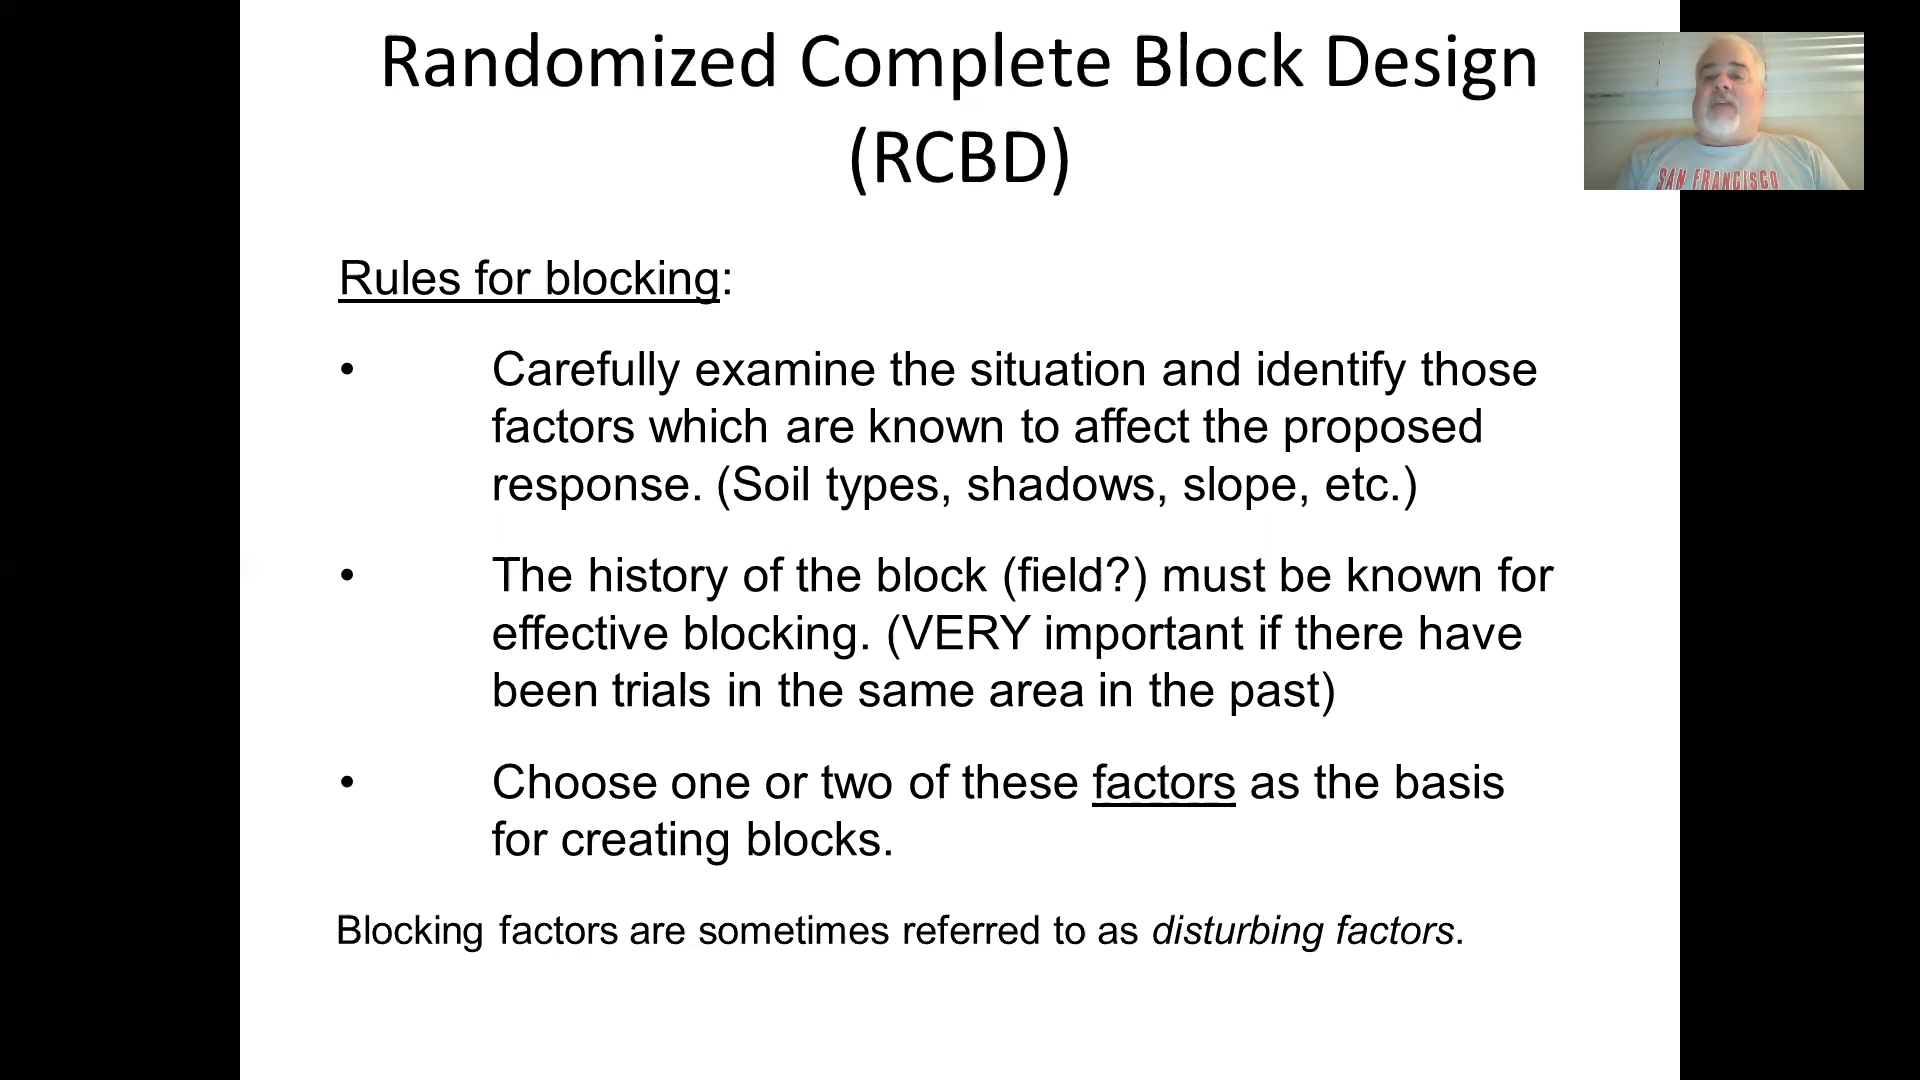 Randomized Complete Block Design
(RCBD)
SAN FRANCISCO
Rules for blocking:
• Carefully examine the situation and identify those
factors which are known to affect the proposed
response. (Soil types, shadows, slope, etc.)
• The history of the block (field?) must be known for
effective blocking. (VERY important if there have
been trials in the same area in the past)
• Choose one or two of these factors as the basis
for creating blocks.
Blocking factors are sometimes referred to as disturbing factors.